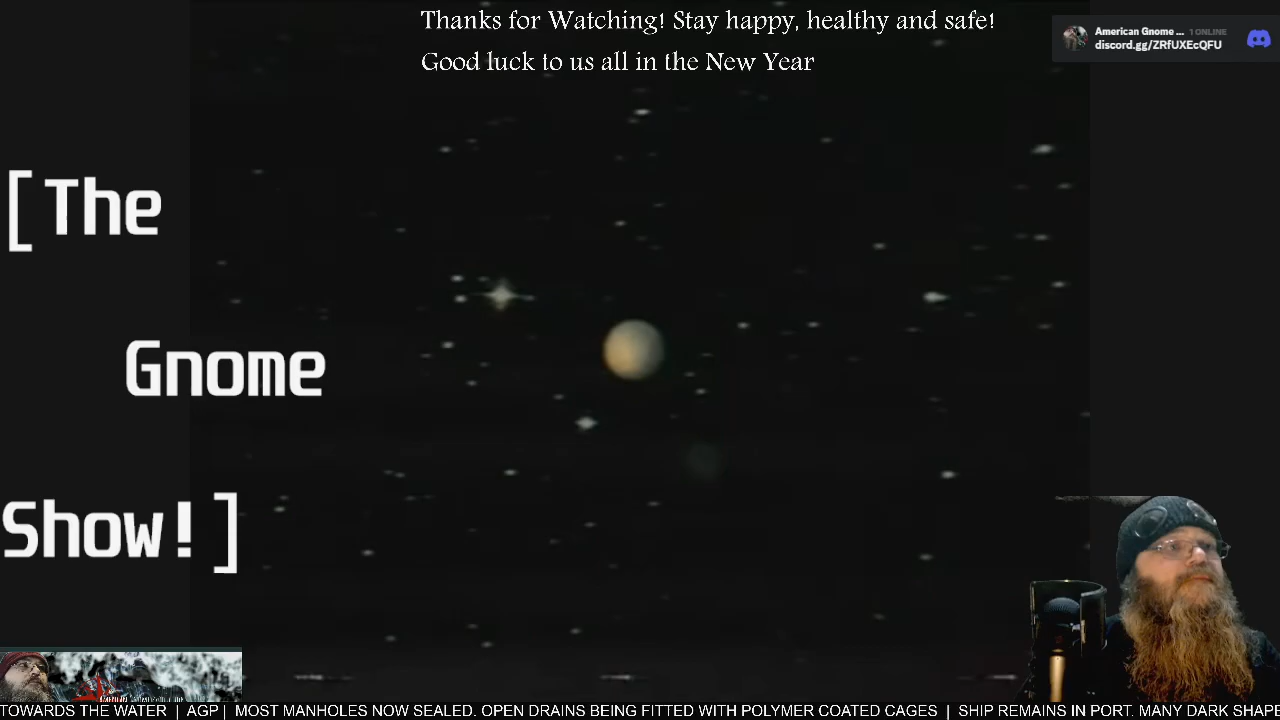 Thanks for Watching! Stay happy, healthy and safe!
Good luck to us all in the New Year
American Gnome ... 1 ONLINE
discord.gg/ZRfUXEcQFU
[The
Gnome
Show!]
TOWARDS THE WATER | AGP | MOST MANHOLES NOW SEALED. OPEN DRAINS BEING FITTED WITH POLYMER COATED CAGES | SHIP REMAINS IN PORT. MANY DARK SHAPE